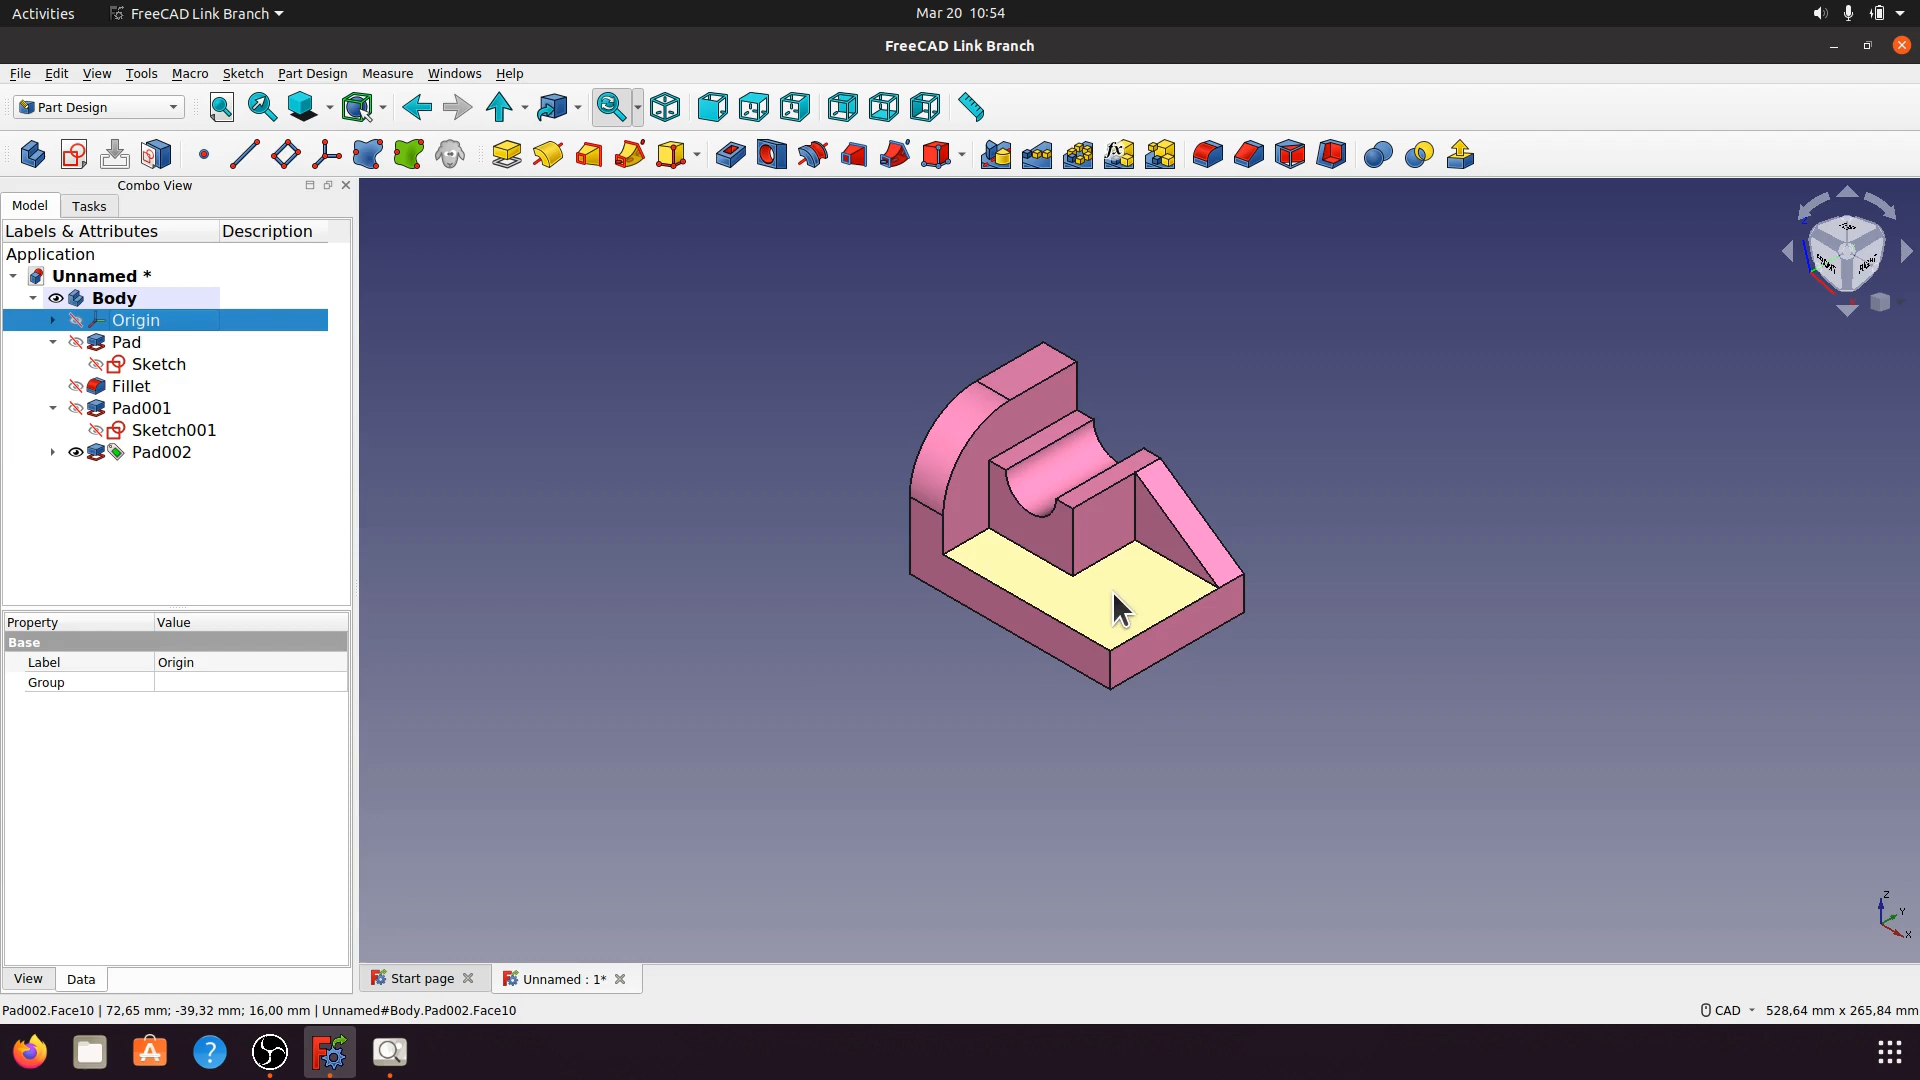 Activities
FreeCAD Link Branch
Mar 20 10:54
FreeCAD Link Branch
File Edit View Tools Macro Sketch Part Design Measure Windows Help
Part Design
Combo View
Model Tasks
Labels & Attributes Description
Application
Unnamed *
Body
Origin
Pad
Sketch
Fillet
Pad001
Sketch001
Pad002
Property Value
Base
Label Origin
Group
View Data
Start page
Unnamed : 1*
FRONT
RIGHT
Z
Y
X
Pad002.Face10 | 72,65 mm; -39,32 mm; 16,00 mm | Unnamed#Body.Pad002.Face10
CAD
528,64 mm x 265,84 mm